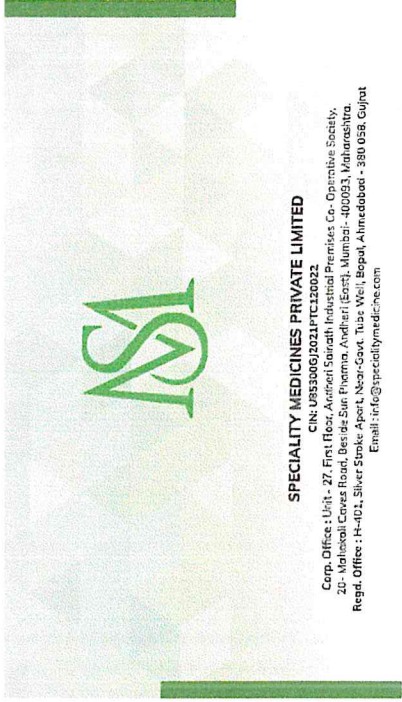 SM
SPECIALITY MEDICINES PRIVATE LIMITED
CIN: U85300GJ2021PTC120022
Corp. Office : Unit - 27, First Floor, Andheri Sainath Industrial Premises Co- Operative Society,
20 - Mahakali Caves Road, Beside Sun Pharma, Andheri (East), Mumbai - 400093, Maharashtra.
Regd. Office : H-401, Silver Stroke Apart, Near-Govt. Tube Well, Bopal, Ahmedabad - 380 058, Gujrat
Email : info@specialitymedicine.com